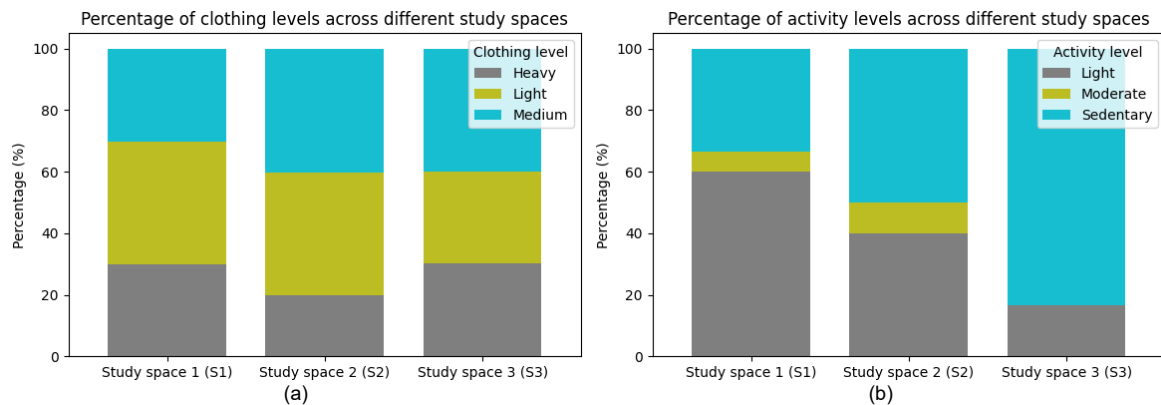 Percentage of clothing levels across different study spaces
Clothing level
Heavy
Light
Medium
100
80
60
40
20
0
Percentage (%)
Study space 1 (S1) Study space 2 (S2) Study space 3 (S3)
(a)
Percentage of activity levels across different study spaces
Activity level
Light
Moderate
Sedentary
100
80
60
40
20
0
Percentage (%)
Study space 1 (S1) Study space 2 (S2) Study space 3 (S3)
(b)